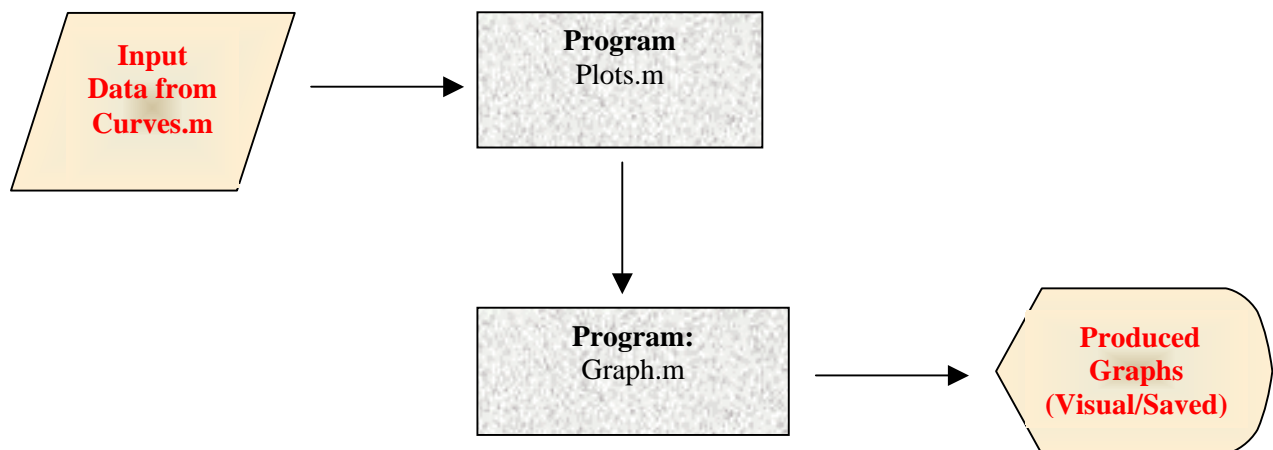 Input
Data from
Curves.m
Program
Plots.m
Program:
Graph.m
Produced
Graphs
(Visual/Saved)